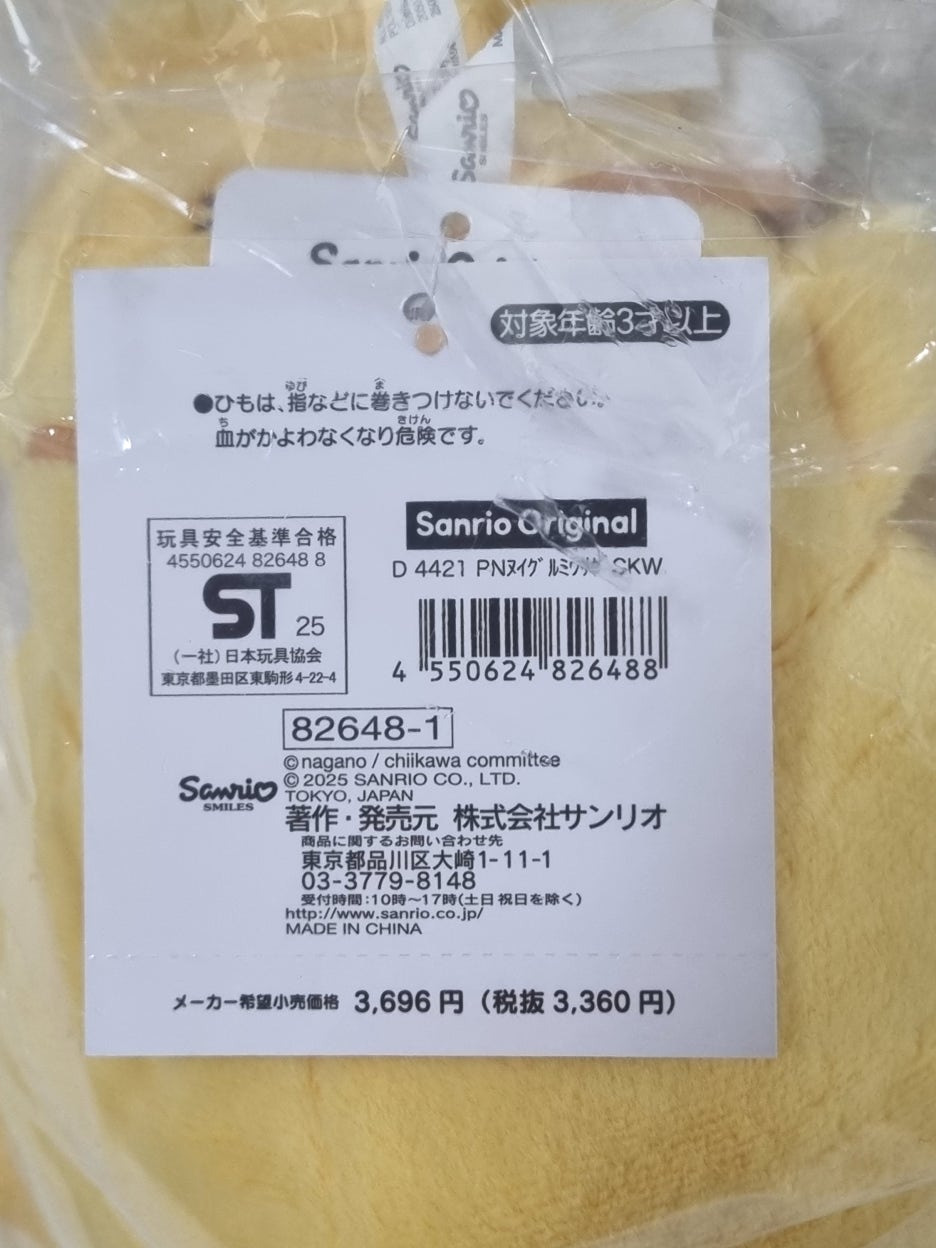 Sanrio
SMILES
対象年齢3才以上
●ひもは、指などに巻きつけないでください。
血がかよわなくなり危険です。
玩具安全基準合格
4550624 82648 8
ST 25
(一社)日本玩具協会
東京都墨田区東駒形4-22-4
Sanrio Original
D 4421 PNヌイグルミ SKW
4 550624 826488
82648-1
©nagano / chiikawa committee
Sanrio
SMILES
© 2025 SANRIO CO., LTD.
TOKYO, JAPAN
著作・発売元 株式会社サンリオ
商品に関するお問い合わせ先
東京都品川区大崎1-11-1
03-3779-8148
受付時間:10時〜17時(土日祝日を除く)
http://www.sanrio.co.jp/
MADE IN CHINA
メーカー希望小売価格 3,696 円 (税抜 3,360 円)